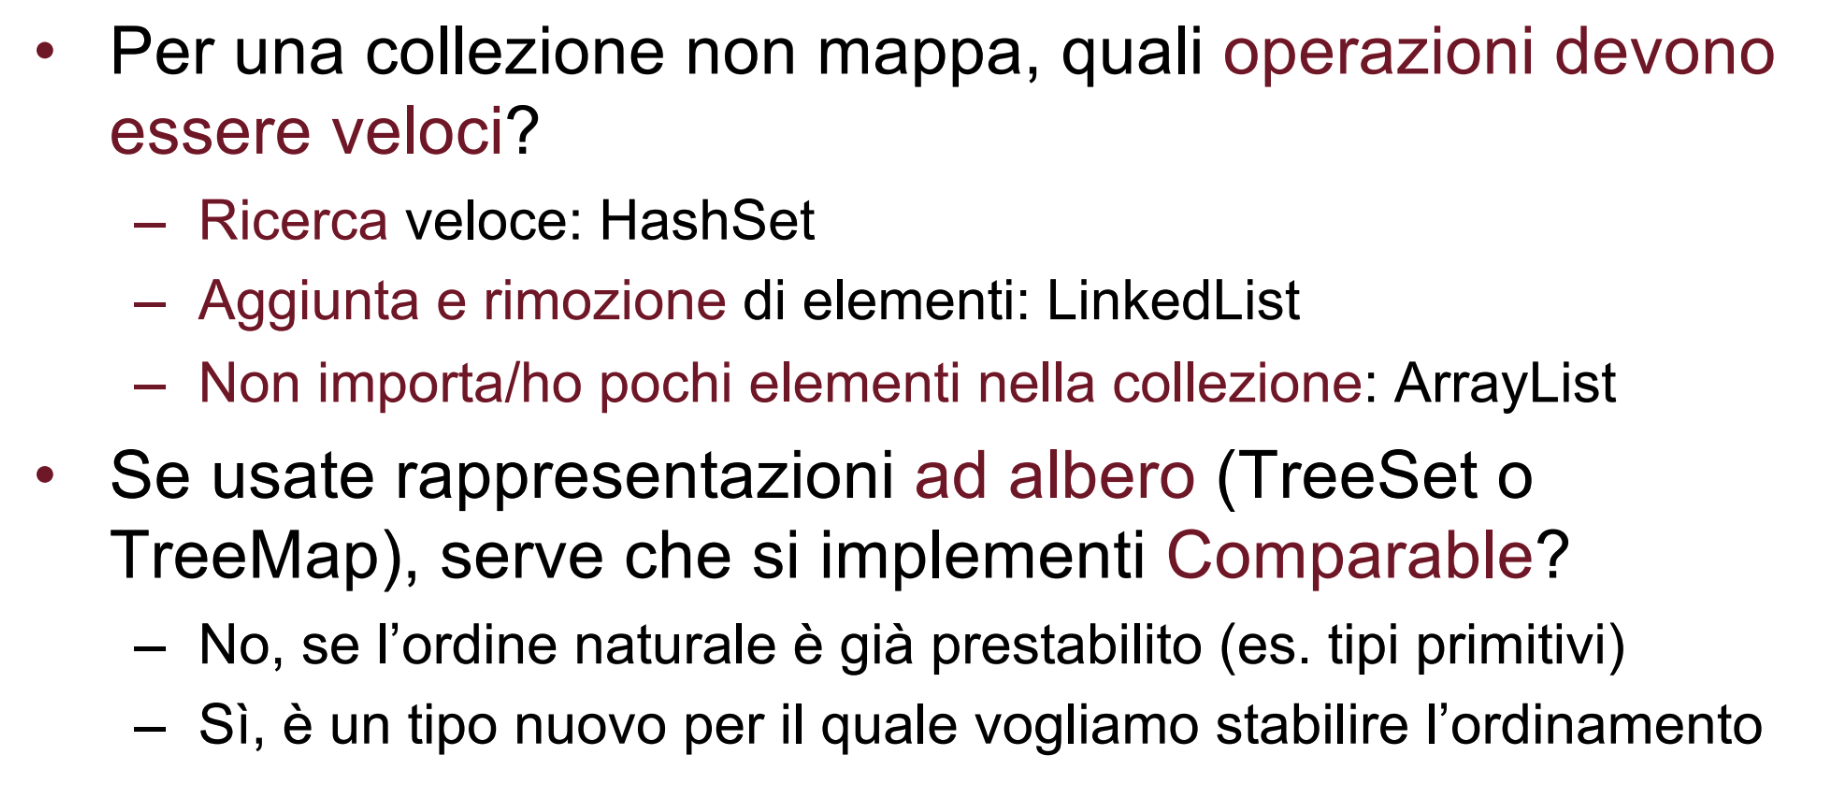 • Per una collezione non mappa, quali operazioni devono
essere veloci?
– Ricerca veloce: HashSet
– Aggiunta e rimozione di elementi: LinkedList
– Non importa/ho pochi elementi nella collezione: ArrayList
• Se usate rappresentazioni ad albero (TreeSet o
TreeMap), serve che si implementi Comparable?
– No, se l’ordine naturale è già prestabilito (es. tipi primitivi)
– Sì, è un tipo nuovo per il quale vogliamo stabilire l’ordinamento